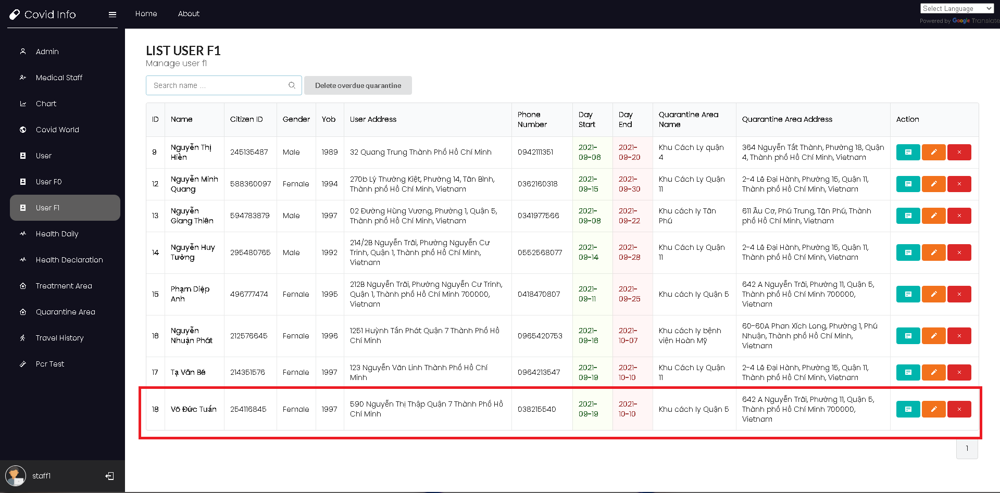 Covid Info
Home
About
Select Language
Powered by Google Translate
Admin
Medical Staff
Chart
Covid World
User
User F0
User F1
Health Daily
Health Declaration
Treatment Area
Quarantine Area
Travel History
Pcr Test
staff1
LIST USER F1
Manage user f1
Search name ...
Delete overdue quarantine
ID Name Citizen ID Gender Yob User Address Phone Number Day Start Day End Quarantine Area Name Quarantine Area Address Action
9 Nguyễn Thị Hiền 245135487 Male 1989 32 Quang Trung Thành Phố Hồ Chí Minh 0942111351 2021-09-06 2021-09-20 Khu Cách Ly quận 4 364 Nguyễn Tất Thành, Phường 18, Quận 4, Thành phố Hồ Chí Minh, Vietnam
12 Nguyễn Minh Quang 588360097 Female 1994 270b Lý Thường Kiệt, Phường 14, Tân Bình, Thành phố Hồ Chí Minh, Vietnam 0362160318 2021-09-15 2021-09-30 Khu Cách Ly Quận 11 2-4 Lê Đại Hành, Phường 15, Quận 11, Thành phố Hồ Chí Minh, Vietnam
13 Nguyễn Giang Thiên 594783879 Male 1997 02 Đường Hùng Vương, Phường 1, Quận 5, Thành phố Hồ Chí Minh, Vietnam 0341977566 2021-09-08 2021-09-22 Khu cách ly Tân Phú 611 Âu Cơ, Phú Trung, Tân Phú, Thành phố Hồ Chí Minh, Vietnam
14 Nguyễn Huy Tưởng 295480765 Male 1992 214/2B Nguyễn Trãi, Phường Nguyễn Cư Trinh, Quận 1, Thành phố Hồ Chí Minh, Vietnam 0552568077 2021-09-14 2021-09-28 Khu Cách Ly Quận 11 2-4 Lê Đại Hành, Phường 15, Quận 11, Thành phố Hồ Chí Minh, Vietnam
15 Phạm Diệp Anh 496777474 Female 1995 212B Nguyễn Trãi, Phường Nguyễn Cư Trinh, Quận 1, Thành phố Hồ Chí Minh 700000, Vietnam 0418470807 2021-09-11 2021-09-25 Khu cách ly Quận 5 642 A Nguyễn Trãi, Phường 11, Quận 5, Thành phố Hồ Chí Minh 700000, Vietnam
16 Nguyễn Nhuận Phát 212576645 Female 1996 1251 Huỳnh Tấn Phát Quận 7 Thành Phố Hồ Chí Minh 0965420753 2021-09-16 2021-10-07 Khu cách ly bệnh viện Hoàn Mỹ 60-60A Phan Xích Long, Phường 1, Phú Nhuận, Thành phố Hồ Chí Minh, Vietnam
17 Tạ Văn Bé 214351576 Female 1997 123 Nguyễn Văn Linh Thành Phố Hồ Chí Minh 0964213547 2021-09-19 2021-10-10 Khu Cách Ly Quận 11 2-4 Lê Đại Hành, Phường 15, Quận 11, Thành phố Hồ Chí Minh, Vietnam
18 Võ Đức Tuấn 254116845 Female 1997 590 Nguyễn Thị Thập Quận 7 Thành Phố Hồ Chí Minh 038215540 2021-09-19 2021-10-10 Khu cách ly Quận 5 642 A Nguyễn Trãi, Phường 11, Quận 5, Thành phố Hồ Chí Minh 700000, Vietnam
1